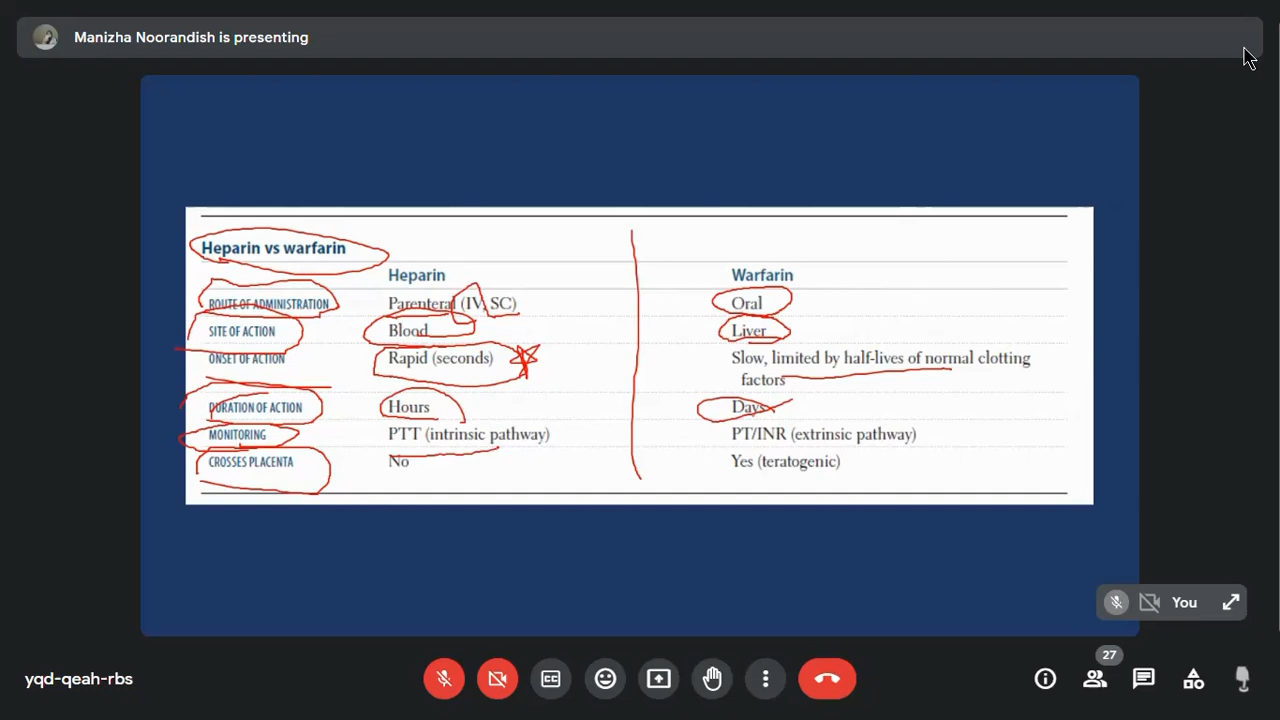 Manizha Noorandish is presenting
Heparin vs warfarin
Heparin Warfarin
ROUTE OF ADMINISTRATION Parenteral (IV, SC) Oral
SITE OF ACTION Blood Liver
ONSET OF ACTION Rapid (seconds) Slow, limited by half-lives of normal clotting
factors
DURATION OF ACTION Hours Days
MONITORING PTT (intrinsic pathway) PT/INR (extrinsic pathway)
CROSSES PLACENTA No Yes (teratogenic)
You
27
yqd-qeah-rbs
CC